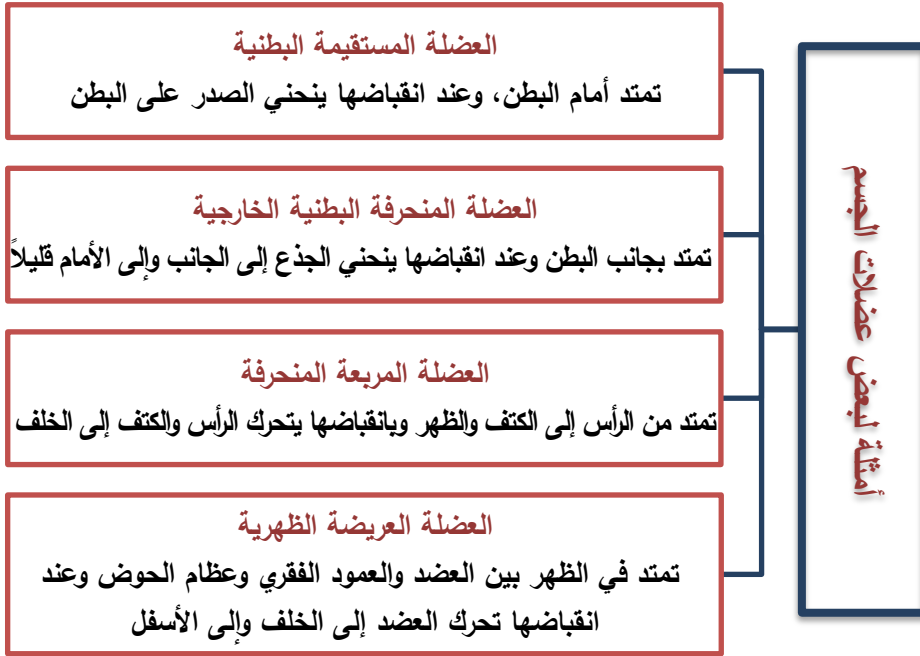 أمثلة لبعض عضلات الجسم
العضلة المستقيمة البطنية
تمتد أمام البطن، وعند انقباضها ينحني الصدر على البطن
العضلة المنحرفة البطنية الخارجية
تمتد بجانب البطن وعند انقباضها ينحني الجذع إلى الجانب وإلى الأمام قليلاً
العضلة المربعة المنحرفة
تمتد من الرأس إلى الكتف والظهر وبانقباضها يتحرك الرأس والكتف إلى الخلف
العضلة العريضة الظهرية
تمتد في الظهر بين العضد والعمود الفقري وعظام الحوض وعند
انقباضها تحرك العضد إلى الخلف وإلى الأسفل